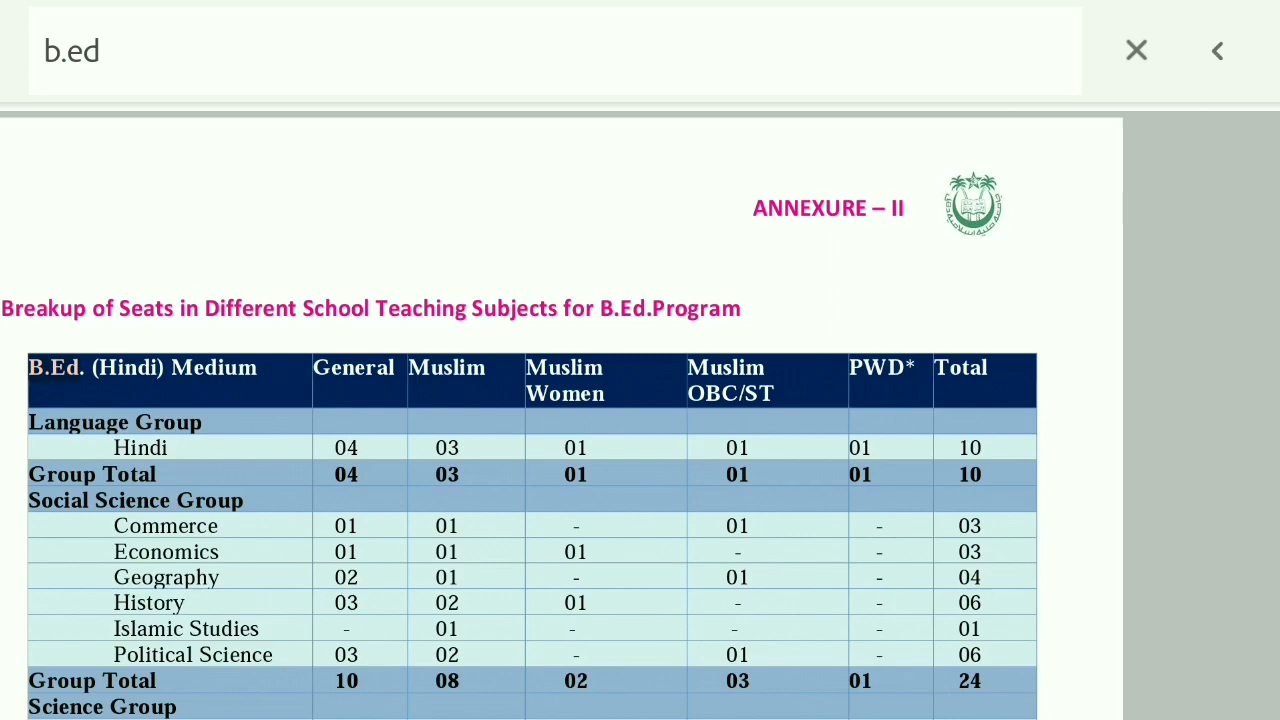 b.ed
ANNEXURE – II
Breakup of Seats in Different School Teaching Subjects for B.Ed.Program
B.Ed. (Hindi) Medium General Muslim Muslim Women Muslim OBC/ST PWD* Total
Language Group
Hindi 04 03 01 01 01 10
Group Total 04 03 01 01 01 10
Social Science Group
Commerce 01 01 - 01 - 03
Economics 01 01 01 - - 03
Geography 02 01 - 01 - 04
History 03 02 01 - - 06
Islamic Studies - 01 - - - 01
Political Science 03 02 - 01 - 06
Group Total 10 08 02 03 01 24
Science Group